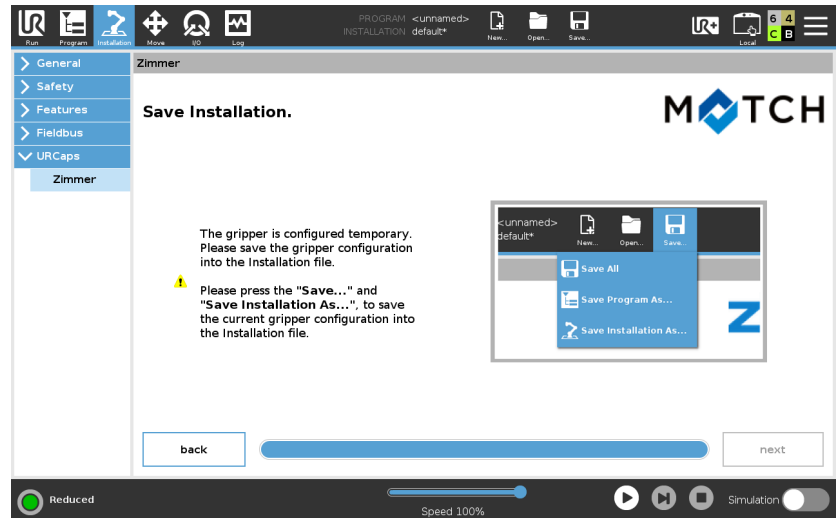 PROGRAM <unnamed>
INSTALLATION default*
Run Program Installation Move I/O Log New... Open... Save... UR+ Local
6 4
C B
General
Safety
Features
Fieldbus
URCaps
Zimmer
Zimmer
Save Installation.
MATCH
The gripper is configured temporary.
Please save the gripper configuration
into the Installation file.
Please press the "Save..." and
"Save Installation As...", to save
the current gripper configuration into
the Installation file.
<unnamed>
default*
New... Open... Save...
Save All
Save Program As...
Save Installation As...
Z
back
next
Reduced
Speed 100%
Simulation